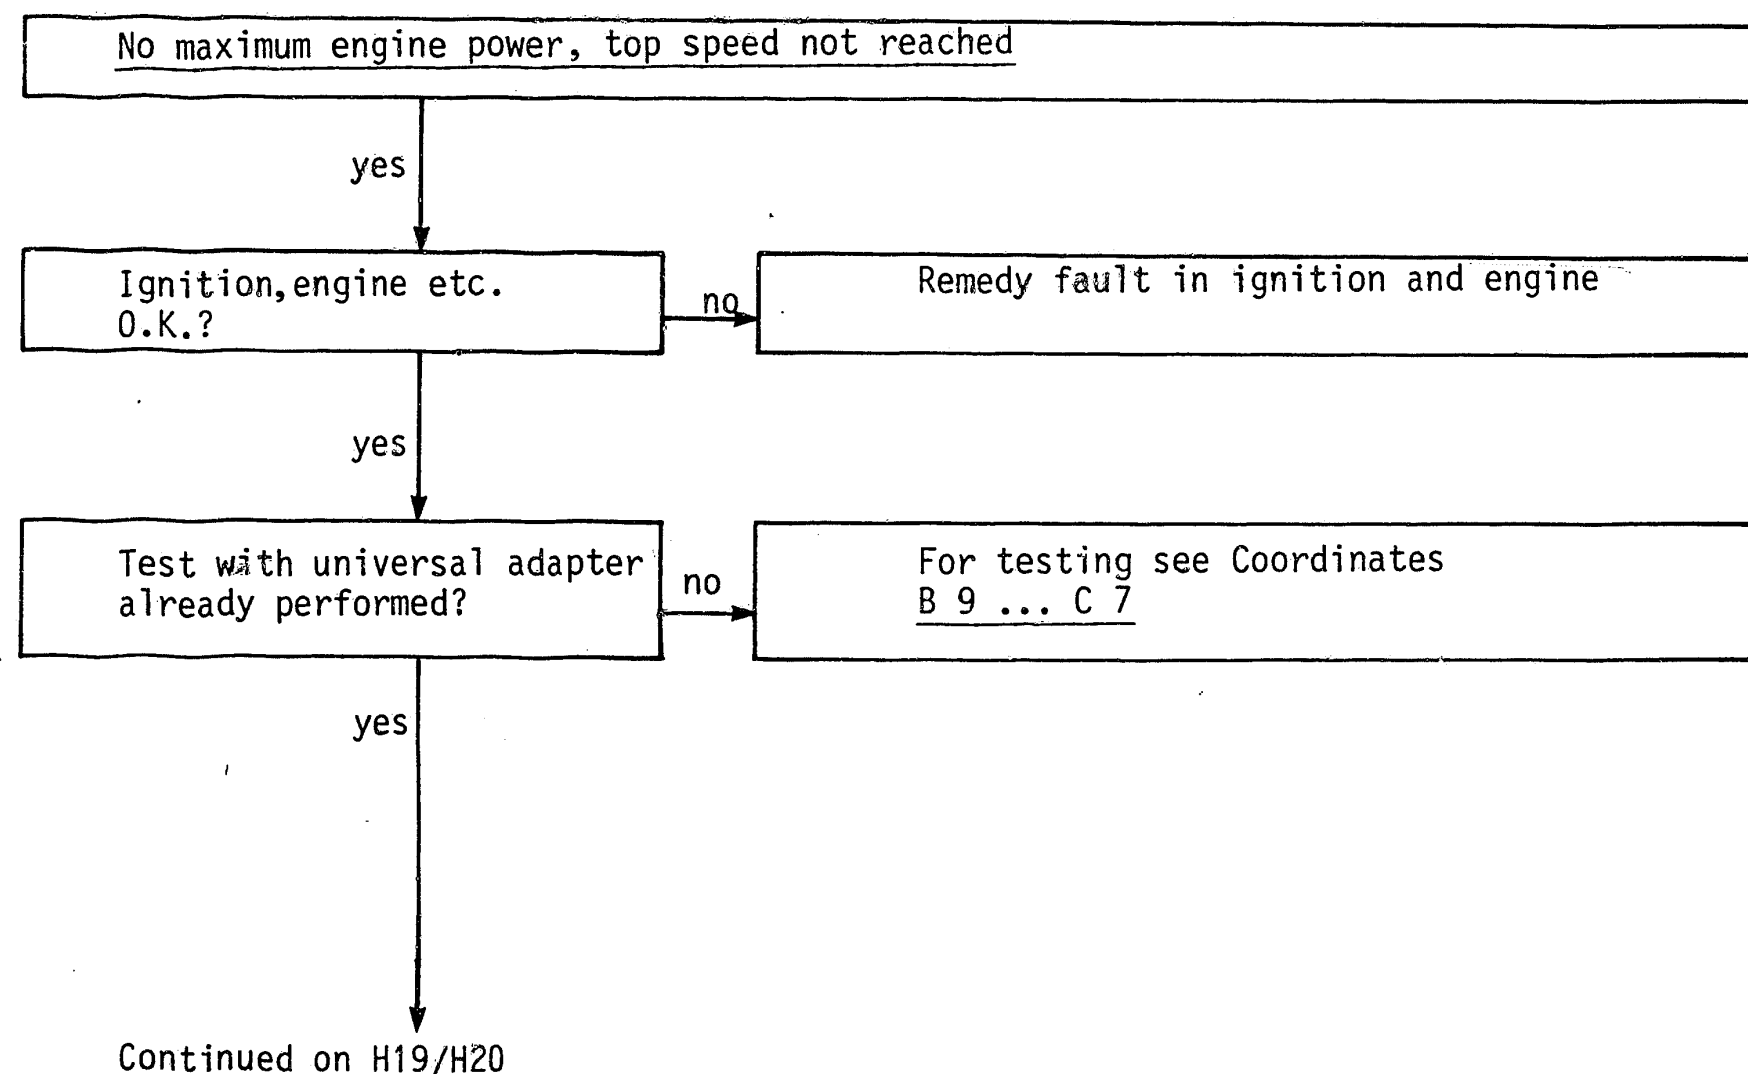 No maximum engine power, top speed not reached
yes
Ignition,engine etc.
O.K.?
no
Remedy fault in ignition and engine
yes
Test with universal adapter
already performed?
no
For testing see Coordinates
B 9 ... C 7
yes
Continued on H19/H20